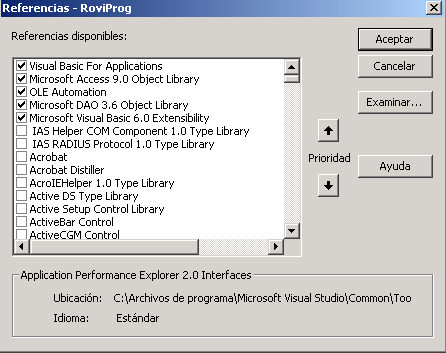 Referencias - RoviProg
Referencias disponibles:
Visual Basic For Applications
Microsoft Access 9.0 Object Library
OLE Automation
Microsoft DAO 3.6 Object Library
Microsoft Visual Basic 6.0 Extensibility
IAS Helper COM Component 1.0 Type Library
IAS RADIUS Protocol 1.0 Type Library
Acrobat
Acrobat Distiller
AcroIEHelper 1.0 Type Library
Active DS Type Library
Active Setup Control Library
ActiveBar Control
ActiveCGM Control
Prioridad
Aceptar
Cancelar
Examinar...
Ayuda
Application Performance Explorer 2.0 Interfaces
Ubicación: C:\Archivos de programa\Microsoft Visual Studio\Common\Too
Idioma: Estándar